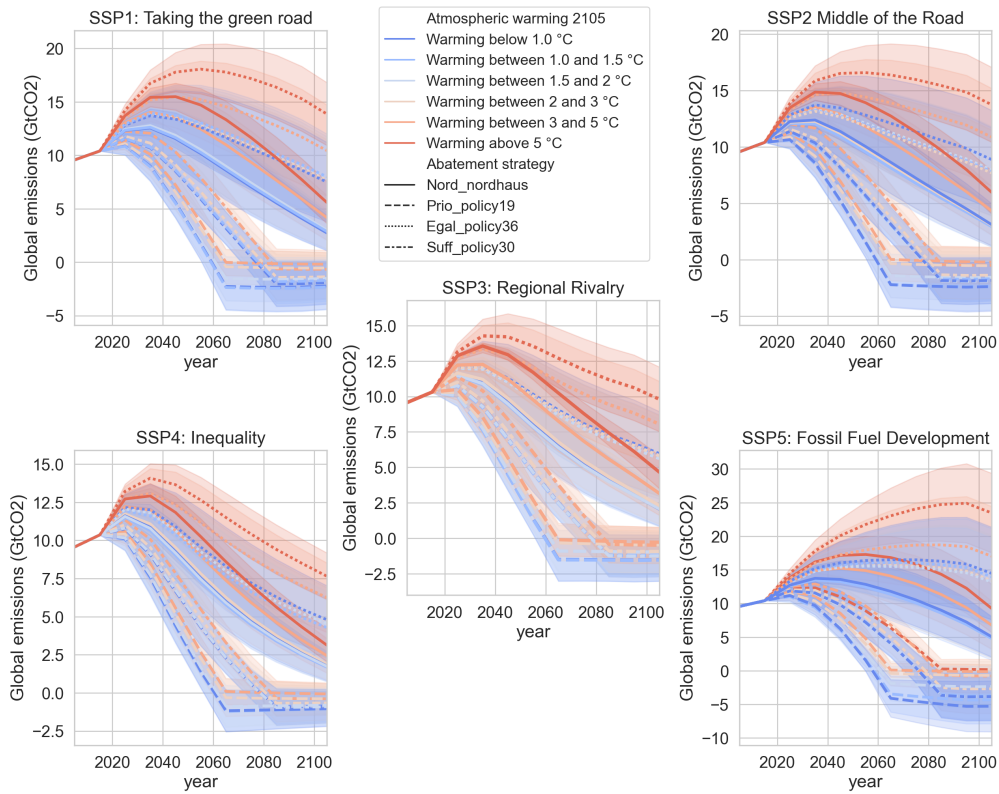 SSP1: Taking the green road
Global emissions (GtCO2)
20
15
10
5
0
−5
2020 2040 2060 2080 2100
year
Atmospheric warming 2105
Warming below 1.0 °C
Warming between 1.0 and 1.5 °C
Warming between 1.5 and 2 °C
Warming between 2 and 3 °C
Warming between 3 and 5 °C
Warming above 5 °C
Abatement strategy
Nord_nordhaus
Prio_policy19
Egal_policy36
Suff_policy30
SSP2 Middle of the Road
Global emissions (GtCO2)
20
15
10
5
0
−5
2020 2040 2060 2080 2100
year
SSP3: Regional Rivalry
Global emissions (GtCO2)
15.0
12.5
10.0
7.5
5.0
2.5
0.0
−2.5
2020 2040 2060 2080 2100
year
SSP4: Inequality
Global emissions (GtCO2)
15.0
12.5
10.0
7.5
5.0
2.5
0.0
−2.5
2020 2040 2060 2080 2100
year
SSP5: Fossil Fuel Development
Global emissions (GtCO2)
30
25
20
15
10
5
0
−5
−10
2020 2040 2060 2080 2100
year